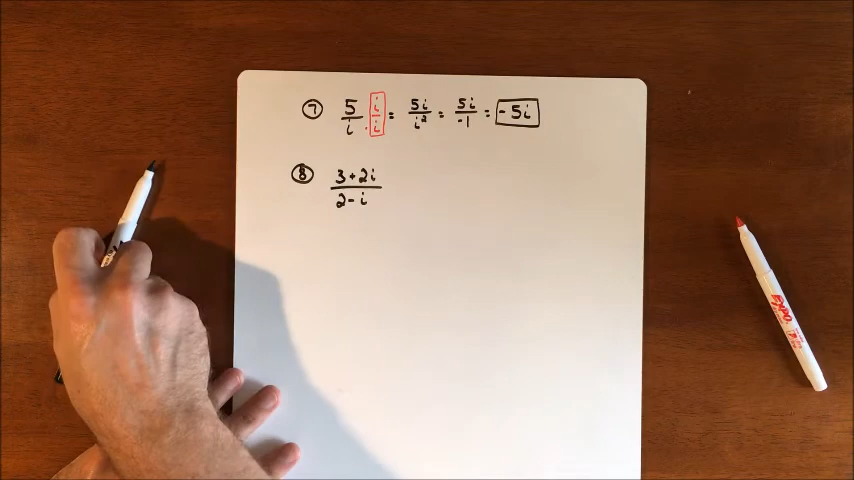 7 5/i · i/i = 5i/i² = 5i/-1 = -5i
8 3+2i/2-i
EXPO